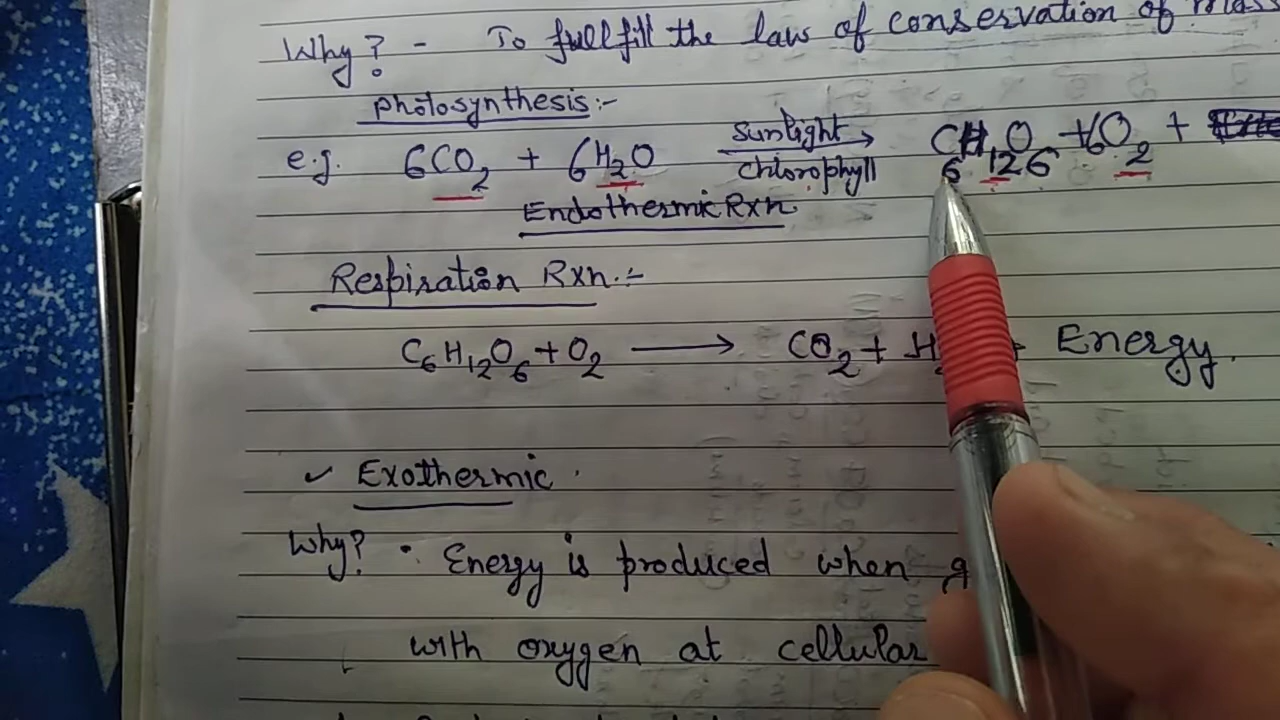 Why? - To fullfill the law of conservation of mass
Photosynthesis:-
e.g. 6CO2 + 6H2O Sunlight Chlorophyll → C6H12O6 + 6O2 +
Endothermic Rxn
Respiration Rxn:-
C6H12O6 + O2 → CO2 + H + Energy.
✓ Exothermic.
Why? • Energy is produced when
with oxygen at cellular